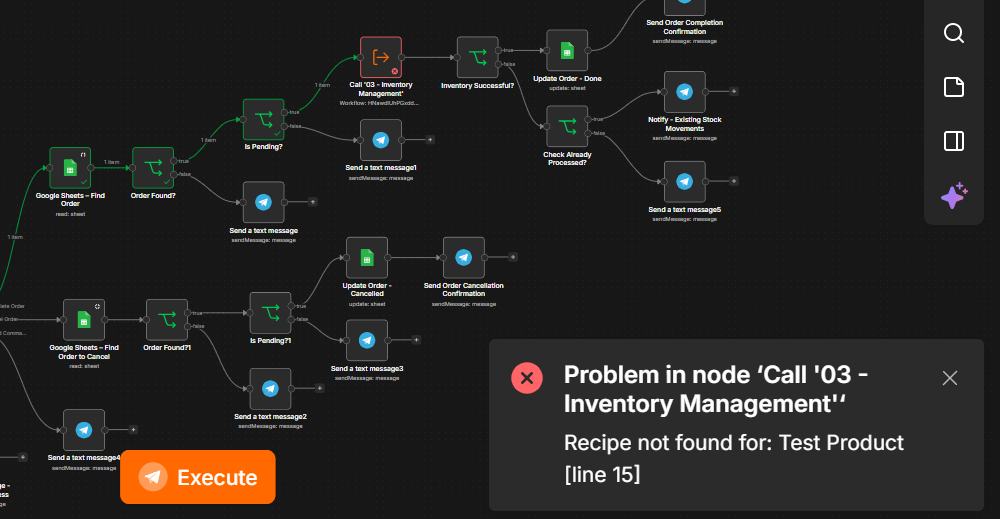 Send Order Completion
Confirmation
sendMessage: message
Call '03 - Inventory
Management'
Inventory Successful?
true
false
Update Order - Done
update: sheet
Notify - Existing Stock
Movements
sendMessage: message
1 item
Is Pending?
true
false
Send a text message1
sendMessage: message
Check Already
Processed?
true
false
Send a text message5
sendMessage: message
1 item
1 item
Google Sheets – Find
Order
read: sheet
Order Found?
true
false
Send a text message
sendMessage: message
1 item
Update Order -
Cancelled
update: sheet
Send Order Cancellation
Confirmation
sendMessage: message
Google Sheets – Find
Order to Cancel
read: sheet
Order Found?1
true
false
Is Pending?1
true
false
Send a text message3
sendMessage: message
Send a text message2
sendMessage: message
Send a text message4
sendMessage: message
Execute
Problem in node ‘Call '03 -
Inventory Management'‘
Recipe not found for: Test Product
[line 15]